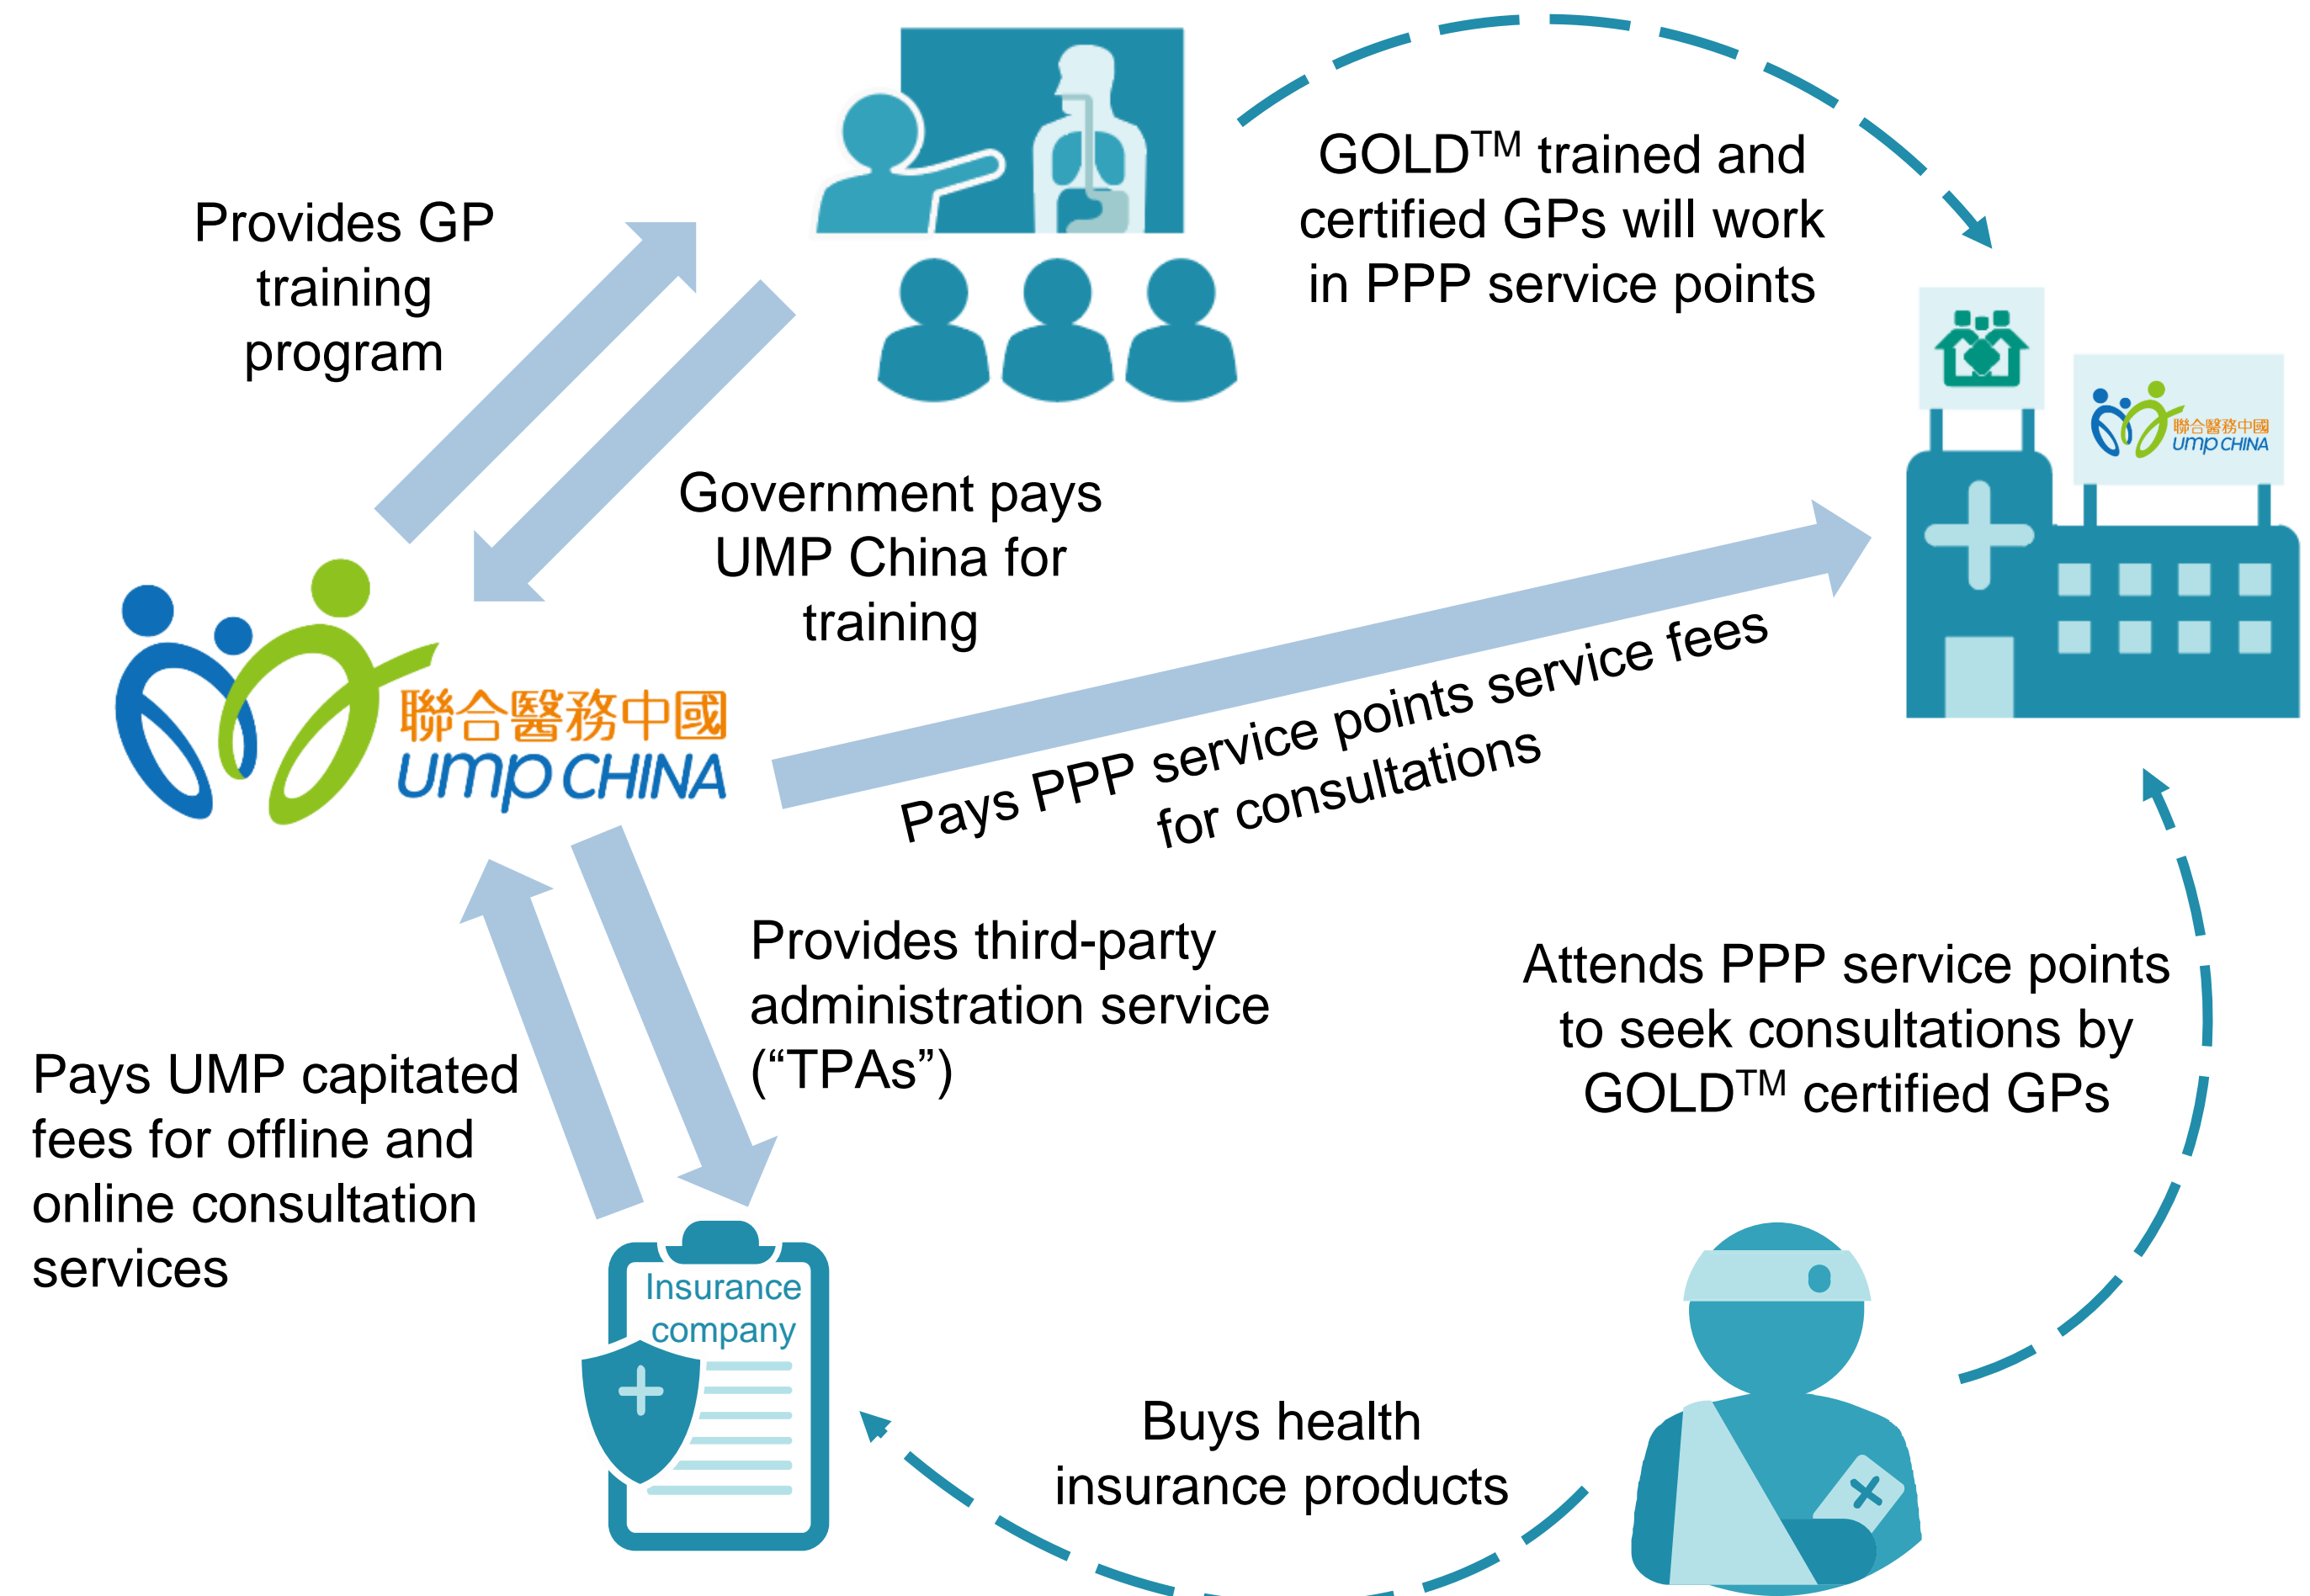 Provides GP
training
program
GOLD™ trained and
certified GPs will work
in PPP service points
聯合醫務中國
ump CHINA
Government pays
UMP China for
training
聯合醫務中國
ump CHINA
Pays PPP service points service fees
for consultations
Provides third-party
administration service
(“TPAs”)
Attends PPP service points
to seek consultations by
GOLD™ certified GPs
Pays UMP capitated
fees for offline and
online consultation
services
Insurance
company
Buys health
insurance products